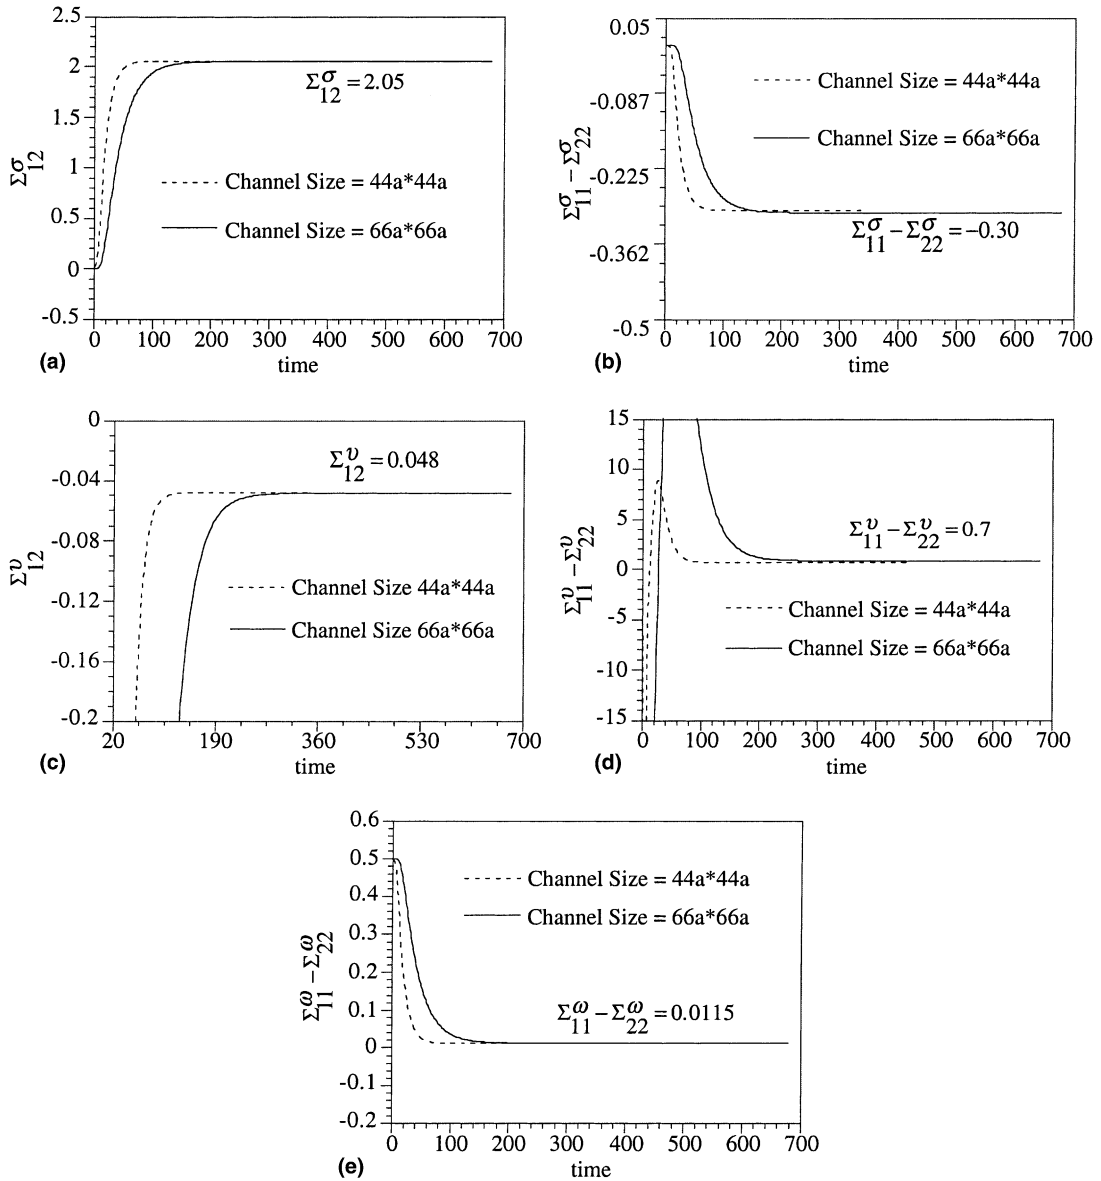 2.5
2
1.5
1
0.5
0
-0.5
Σσ12
Σσ12 = 2.05
Channel Size = 44a*44a
Channel Size = 66a*66a
0 100 200 300 400 500 600 700
time
(a)
0.05
-0.087
-0.225
-0.362
-0.5
Σσ11 – Σσ22
Channel Size = 44a*44a
Channel Size = 66a*66a
Σσ11 – Σσ22 = –0.30
0 100 200 300 400 500 600 700
time
(b)
0
-0.04
-0.08
-0.12
-0.16
-0.2
Συ12
Συ12 = 0.048
Channel Size 44a*44a
Channel Size 66a*66a
20 190 360 530 700
time
(c)
15
10
5
0
-5
-10
-15
Συ11 – Συ22
Συ11 – Συ22 = 0.7
Channel Size = 44a*44a
Channel Size = 66a*66a
0 100 200 300 400 500 600 700
time
(d)
0.6
0.5
0.4
0.3
0.2
0.1
0
-0.1
-0.2
Σω11 – Σω22
Channel Size = 44a*44a
Channel Size = 66a*66a
Σω11 – Σω22 = 0.0115
0 100 200 300 400 500 600 700
time
(e)